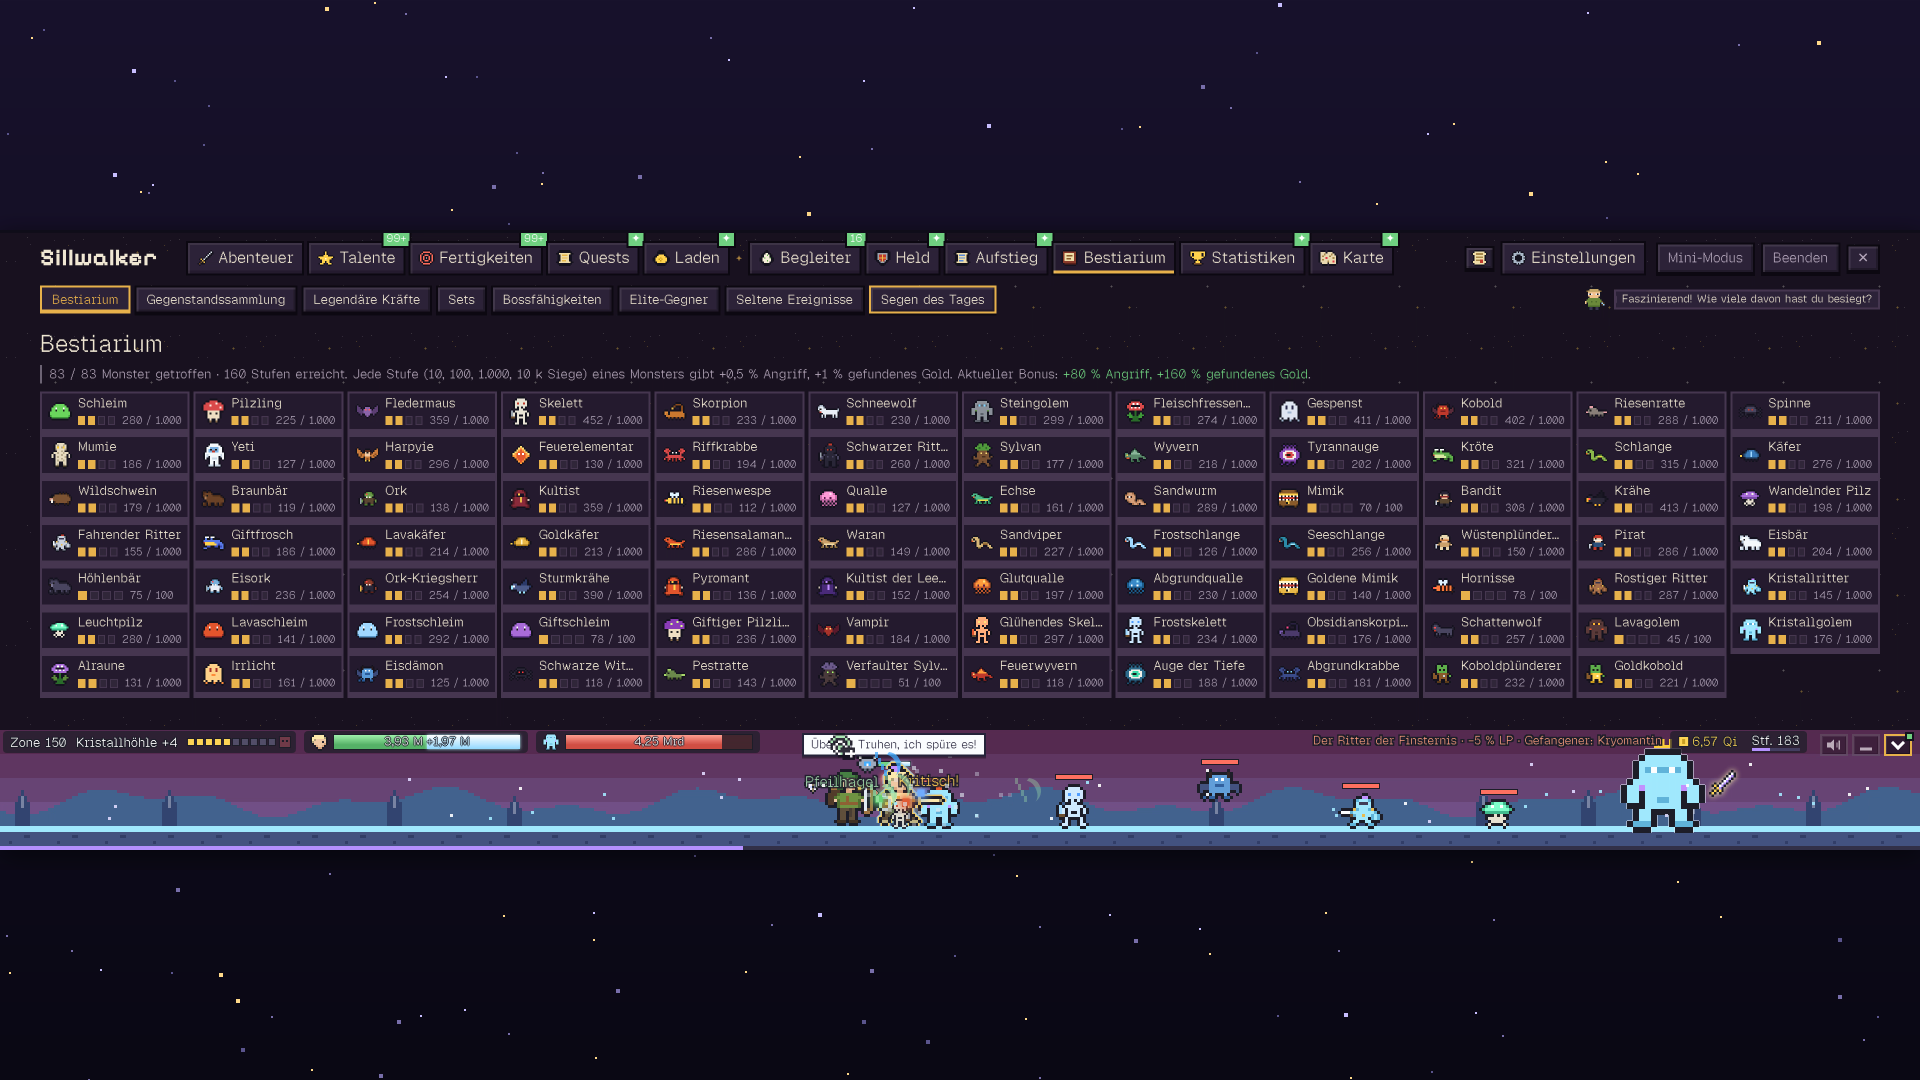 99+ 99+ 16
Sillwalker Abenteuer Talente Fertigkeiten Quests Laden Begleiter Held Aufstieg Bestiarium Statistiken Karte Einstellungen Mini-Modus Beenden ×
Bestiarium Gegenstandssammlung Legendäre Kräfte Sets Bossfähigkeiten Elite-Gegner Seltene Ereignisse Segen des Tages Faszinierend! Wie viele davon hast du besiegt?
Bestiarium
83 / 83 Monster getroffen · 160 Stufen erreicht. Jede Stufe (10, 100, 1.000, 10 k Siege) eines Monsters gibt +0,5 % Angriff, +1 % gefundenes Gold. Aktueller Bonus: +80 % Angriff, +160 % gefundenes Gold.
Schleim Pilzling Fledermaus Skelett Skorpion Schneewolf Steingolem Fleischfressen... Gespenst Kobold Riesenratte Spinne
280 / 1.000 225 / 1.000 359 / 1.000 452 / 1.000 233 / 1.000 230 / 1.000 299 / 1.000 274 / 1.000 411 / 1.000 402 / 1.000 288 / 1.000 211 / 1.000
Mumie Yeti Harpyie Feuerelementar Riffkrabbe Schwarzer Ritt... Sylvan Wyvern Tyrannauge Kröte Schlange Käfer
186 / 1.000 127 / 1.000 296 / 1.000 130 / 1.000 194 / 1.000 260 / 1.000 177 / 1.000 218 / 1.000 202 / 1.000 321 / 1.000 315 / 1.000 276 / 1.000
Wildschwein Braunbär Ork Kultist Riesenwespe Qualle Echse Sandwurm Mimik Bandit Krähe Wandelnder Pilz
179 / 1.000 119 / 1.000 138 / 1.000 359 / 1.000 112 / 1.000 127 / 1.000 161 / 1.000 289 / 1.000 70 / 100 308 / 1.000 413 / 1.000 198 / 1.000
Fahrender Ritter Giftfrosch Lavakäfer Goldkäfer Riesensalaman... Waran Sandviper Frostschlange Seeschlange Wüstenplünder... Pirat Eisbär
155 / 1.000 186 / 1.000 214 / 1.000 213 / 1.000 286 / 1.000 149 / 1.000 227 / 1.000 126 / 1.000 256 / 1.000 150 / 1.000 286 / 1.000 204 / 1.000
Höhlenbär Eisork Ork-Kriegsherr Sturmkrähe Pyromant Kultist der Lee... Glutqualle Abgrundqualle Goldene Mimik Hornisse Rostiger Ritter Kristallritter
75 / 100 236 / 1.000 254 / 1.000 390 / 1.000 136 / 1.000 152 / 1.000 197 / 1.000 230 / 1.000 140 / 1.000 78 / 100 287 / 1.000 145 / 1.000
Leuchtpilz Lavaschleim Frostschleim Giftschleim Giftiger Pilzli... Vampir Glühendes Skel... Frostskelett Obsidianskorpi... Schattenwolf Lavagolem Kristallgolem
280 / 1.000 141 / 1.000 292 / 1.000 78 / 100 236 / 1.000 184 / 1.000 297 / 1.000 234 / 1.000 176 / 1.000 257 / 1.000 45 / 100 176 / 1.000
Alraune Irrlicht Eisdämon Schwarze Wit... Pestratte Verfaulter Sylv... Feuerwyvern Auge der Tiefe Abgrundkrabbe Koboldplünderer Goldkobold
131 / 1.000 161 / 1.000 125 / 1.000 118 / 1.000 143 / 1.000 51 / 100 118 / 1.000 188 / 1.000 181 / 1.000 232 / 1.000 221 / 1.000
Zone 150 Kristallhöhle +4 3,93 M +1,97 M 4,25 Mrd Truhen, ich spüre es! Der Ritter der Finsternis · -5 % LP · Gefangener: Kryomantin 6,57 Qi Stf. 183
Pfeilhagel Kritisch!